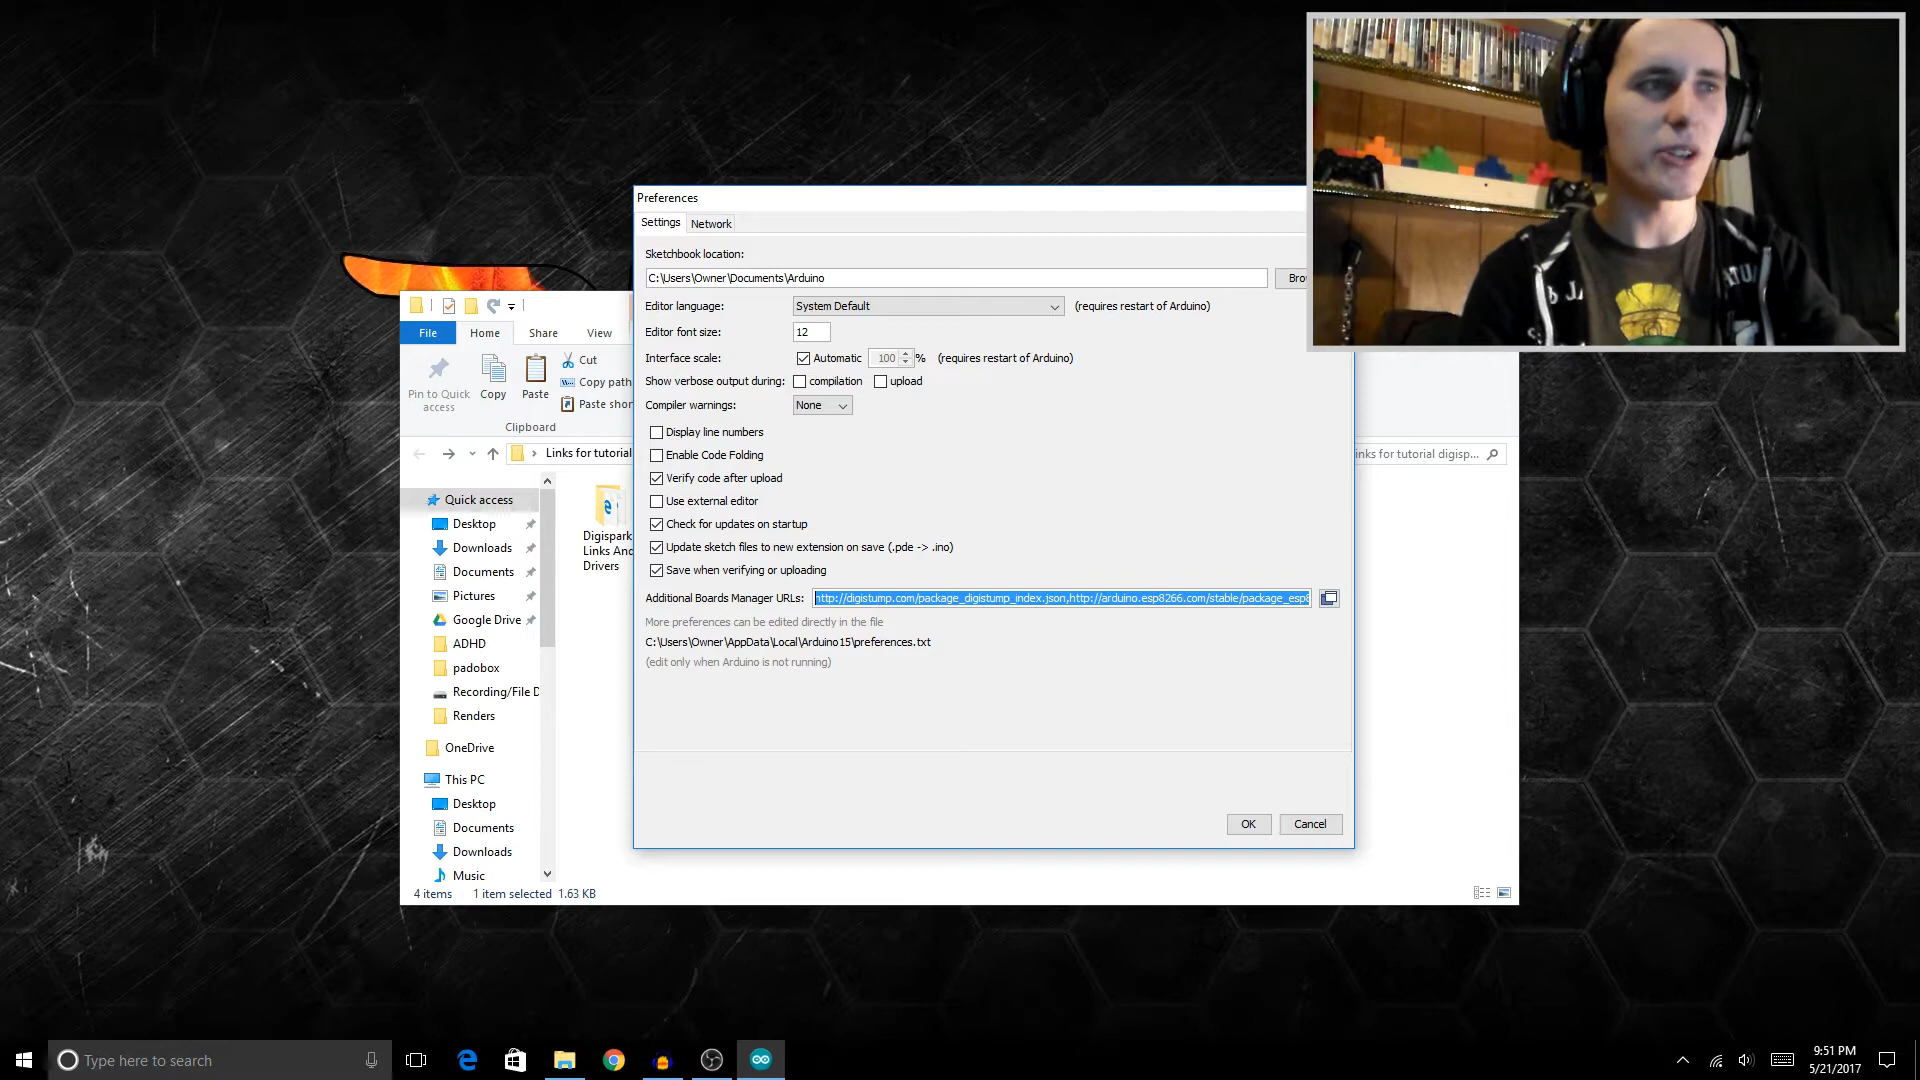 Preferences
Settings
Network
Sketchbook location:
C:\Users\Owner\Documents\Arduino
Editor language:
System Default
(requires restart of Arduino)
Editor font size:
12
Interface scale:
Automatic
100
%
(requires restart of Arduino)
Show verbose output during:
compilation
upload
Compiler warnings:
None
Display line numbers
Enable Code Folding
Verify code after upload
Use external editor
Check for updates on startup
Update sketch files to new extension on save (.pde -> .ino)
Save when verifying or uploading
Additional Boards Manager URLs:
http://digistump.com/package_digistump_index.json,http://arduino.esp8266.com/stable/package_esp8
More preferences can be edited directly in the file
C:\Users\Owner\AppData\Local\Arduino15\preferences.txt
(edit only when Arduino is not running)
OK
Cancel
File
Home
Share
View
Pin to Quick
access
Copy
Paste
Cut
Copy path
Clipboard
Links for tutorial
inks for tutorial digisp...
Quick access
Desktop
Downloads
Documents
Pictures
Google Drive
ADHD
padobox
Recording/File D
Renders
OneDrive
This PC
Desktop
Documents
Downloads
Music
Digispark
Links And
Drivers
4 items
1 item selected 1.63 KB
Type here to search
9:51 PM
5/21/2017